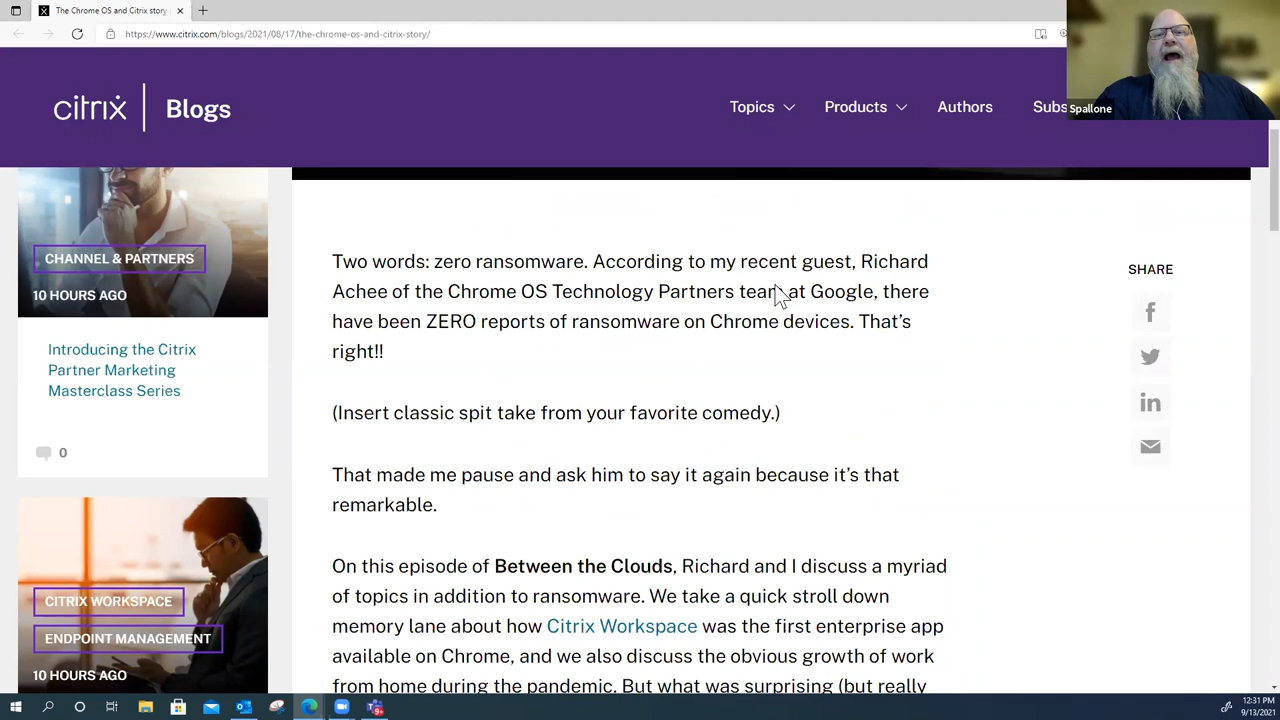 The Chrome OS and Citrix story
https://www.citrix.com/blogs/2021/08/17/the-chrome-os-and-citrix-story/
Spallone
citrix
Blogs
Topics
Products
Authors
Subs
CHANNEL & PARTNERS
10 HOURS AGO
Introducing the Citrix
Partner Marketing
Masterclass Series
0
CITRIX WORKSPACE
ENDPOINT MANAGEMENT
10 HOURS AGO
Two words: zero ransomware. According to my recent guest, Richard
Achee of the Chrome OS Technology Partners team at Google, there
have been ZERO reports of ransomware on Chrome devices. That's
right!!
(Insert classic spit take from your favorite comedy.)
That made me pause and ask him to say it again because it's that
remarkable.
On this episode of Between the Clouds, Richard and I discuss a myriad
of topics in addition to ransomware. We take a quick stroll down
memory lane about how Citrix Workspace was the first enterprise app
available on Chrome, and we also discuss the obvious growth of work
from home during the pandemic. But what was surprising (but really
SHARE
12:31 PM
9/13/2021